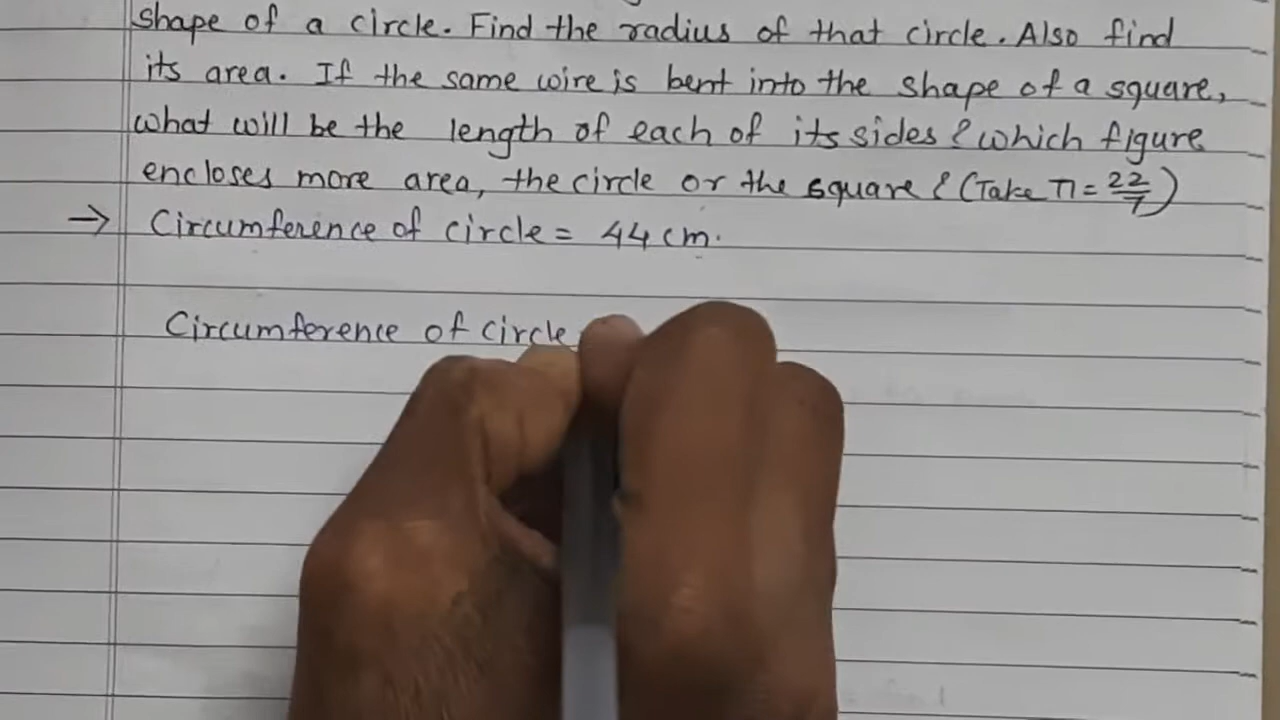 shape of a circle. Find the radius of that circle. Also find
its area. If the same wire is bent into the shape of a square,
what will be the length of each of its sides? which figure
encloses more area, the circle or the square? (Take π = 22/7)
→ Circumference of circle = 44 cm.
Circumference of circle